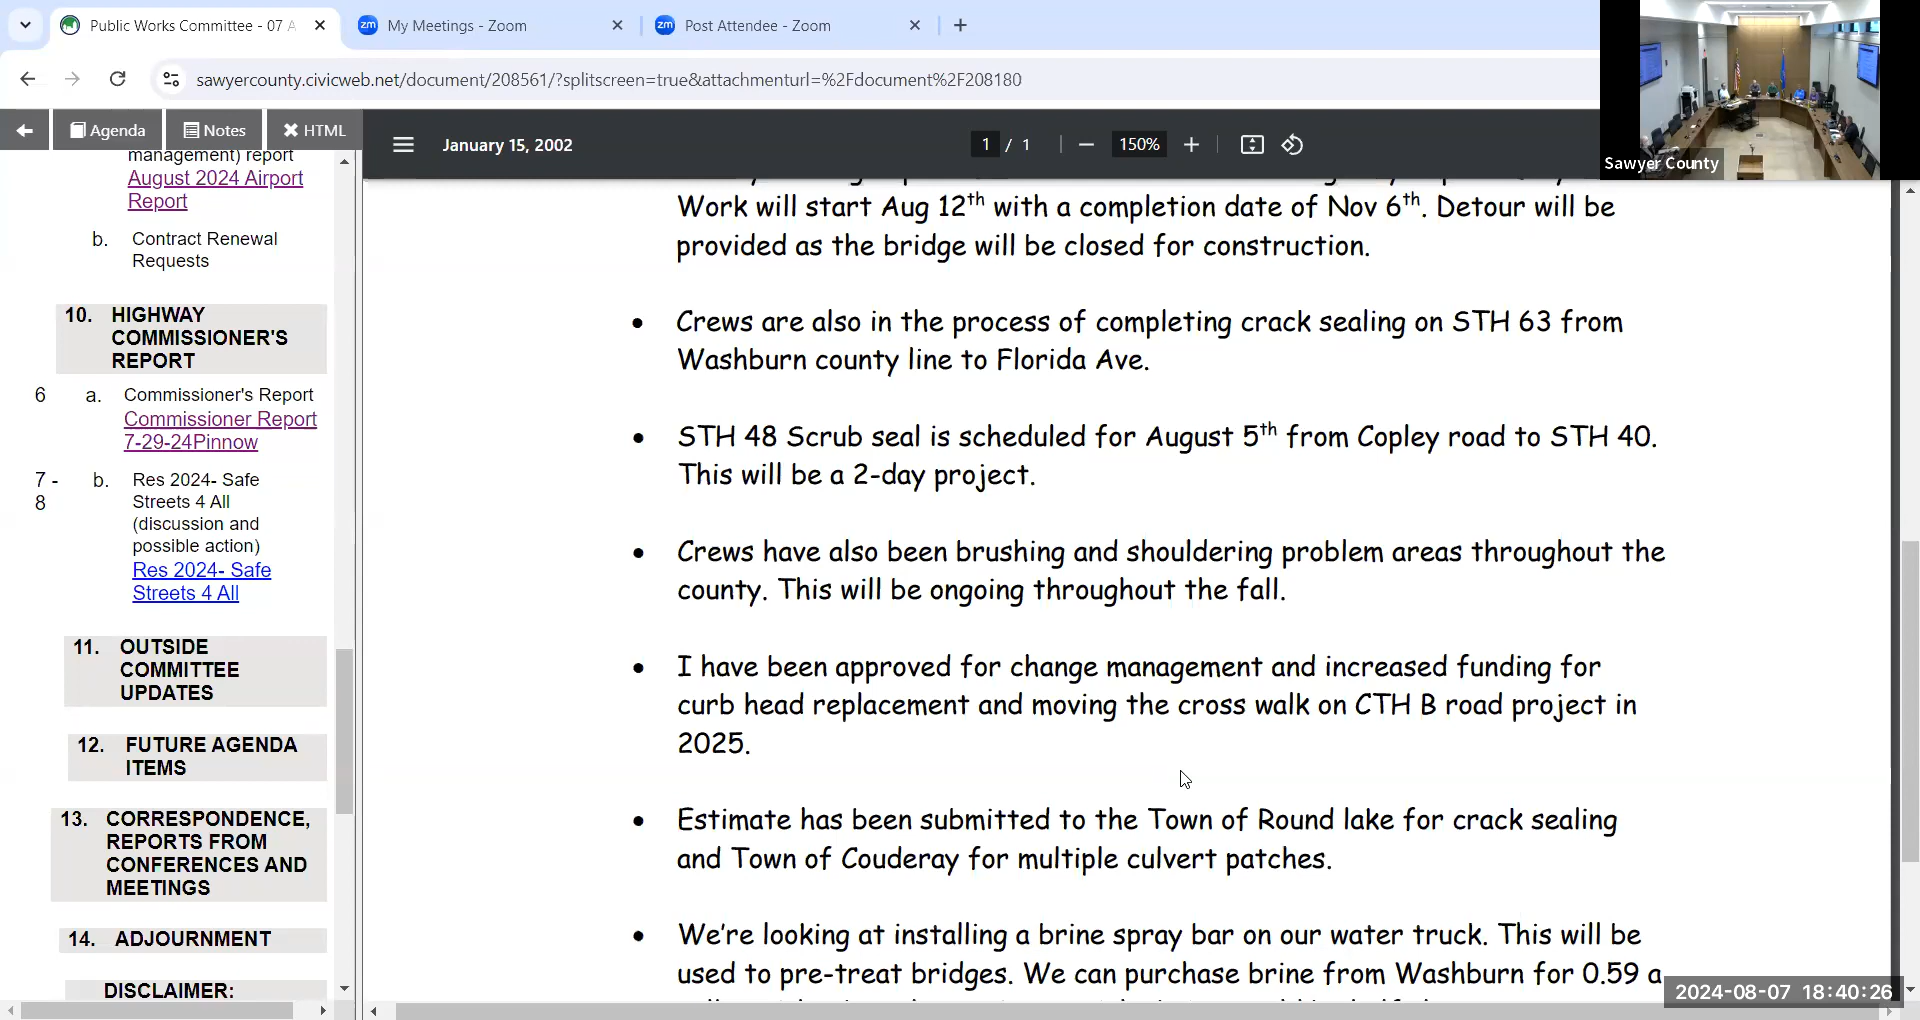 Public Works Committee - 07 A
My Meetings - Zoom
Post Attendee - Zoom
sawyercounty.civicweb.net/document/208561/?splitscreen=true&attachmenturl=%2Fdocument%2F208180
Agenda
Notes
HTML
January 15, 2002
1 / 1
150%
Sawyer County
management) report
August 2024 Airport
Report
b. Contract Renewal
Requests
10. HIGHWAY
COMMISSIONER'S
REPORT
6 a. Commissioner's Report
Commissioner Report
7-29-24Pinnow
7 - b. Res 2024- Safe
8 Streets 4 All
(discussion and
possible action)
Res 2024- Safe
Streets 4 All
11. OUTSIDE
COMMITTEE
UPDATES
12. FUTURE AGENDA
ITEMS
13. CORRESPONDENCE,
REPORTS FROM
CONFERENCES AND
MEETINGS
14. ADJOURNMENT
DISCLAIMER:
Work will start Aug 12th with a completion date of Nov 6th. Detour will be
provided as the bridge will be closed for construction.
• Crews are also in the process of completing crack sealing on STH 63 from
Washburn county line to Florida Ave.
• STH 48 Scrub seal is scheduled for August 5th from Copley road to STH 40.
This will be a 2-day project.
• Crews have also been brushing and shouldering problem areas throughout the
county. This will be ongoing throughout the fall.
• I have been approved for change management and increased funding for
curb head replacement and moving the cross walk on CTH B road project in
2025.
• Estimate has been submitted to the Town of Round lake for crack sealing
and Town of Couderay for multiple culvert patches.
• We're looking at installing a brine spray bar on our water truck. This will be
used to pre-treat bridges. We can purchase brine from Washburn for 0.59 a
2024-08-07 18:40:26